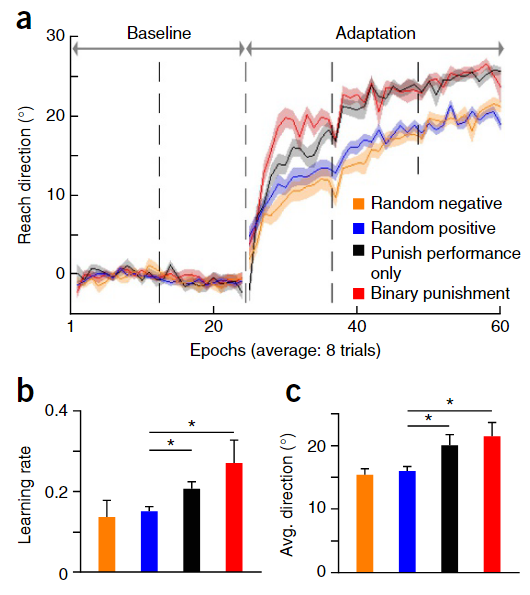 a
Baseline
Adaptation
30
20
10
0
Reach direction (°)
Random negative
Random positive
Punish performance
only
Binary punishment
1
20
40
60
Epochs (average: 8 trials)
b
0.4
0.2
0
Learning rate
*
*
c
20
10
0
Avg. direction (°)
*
*